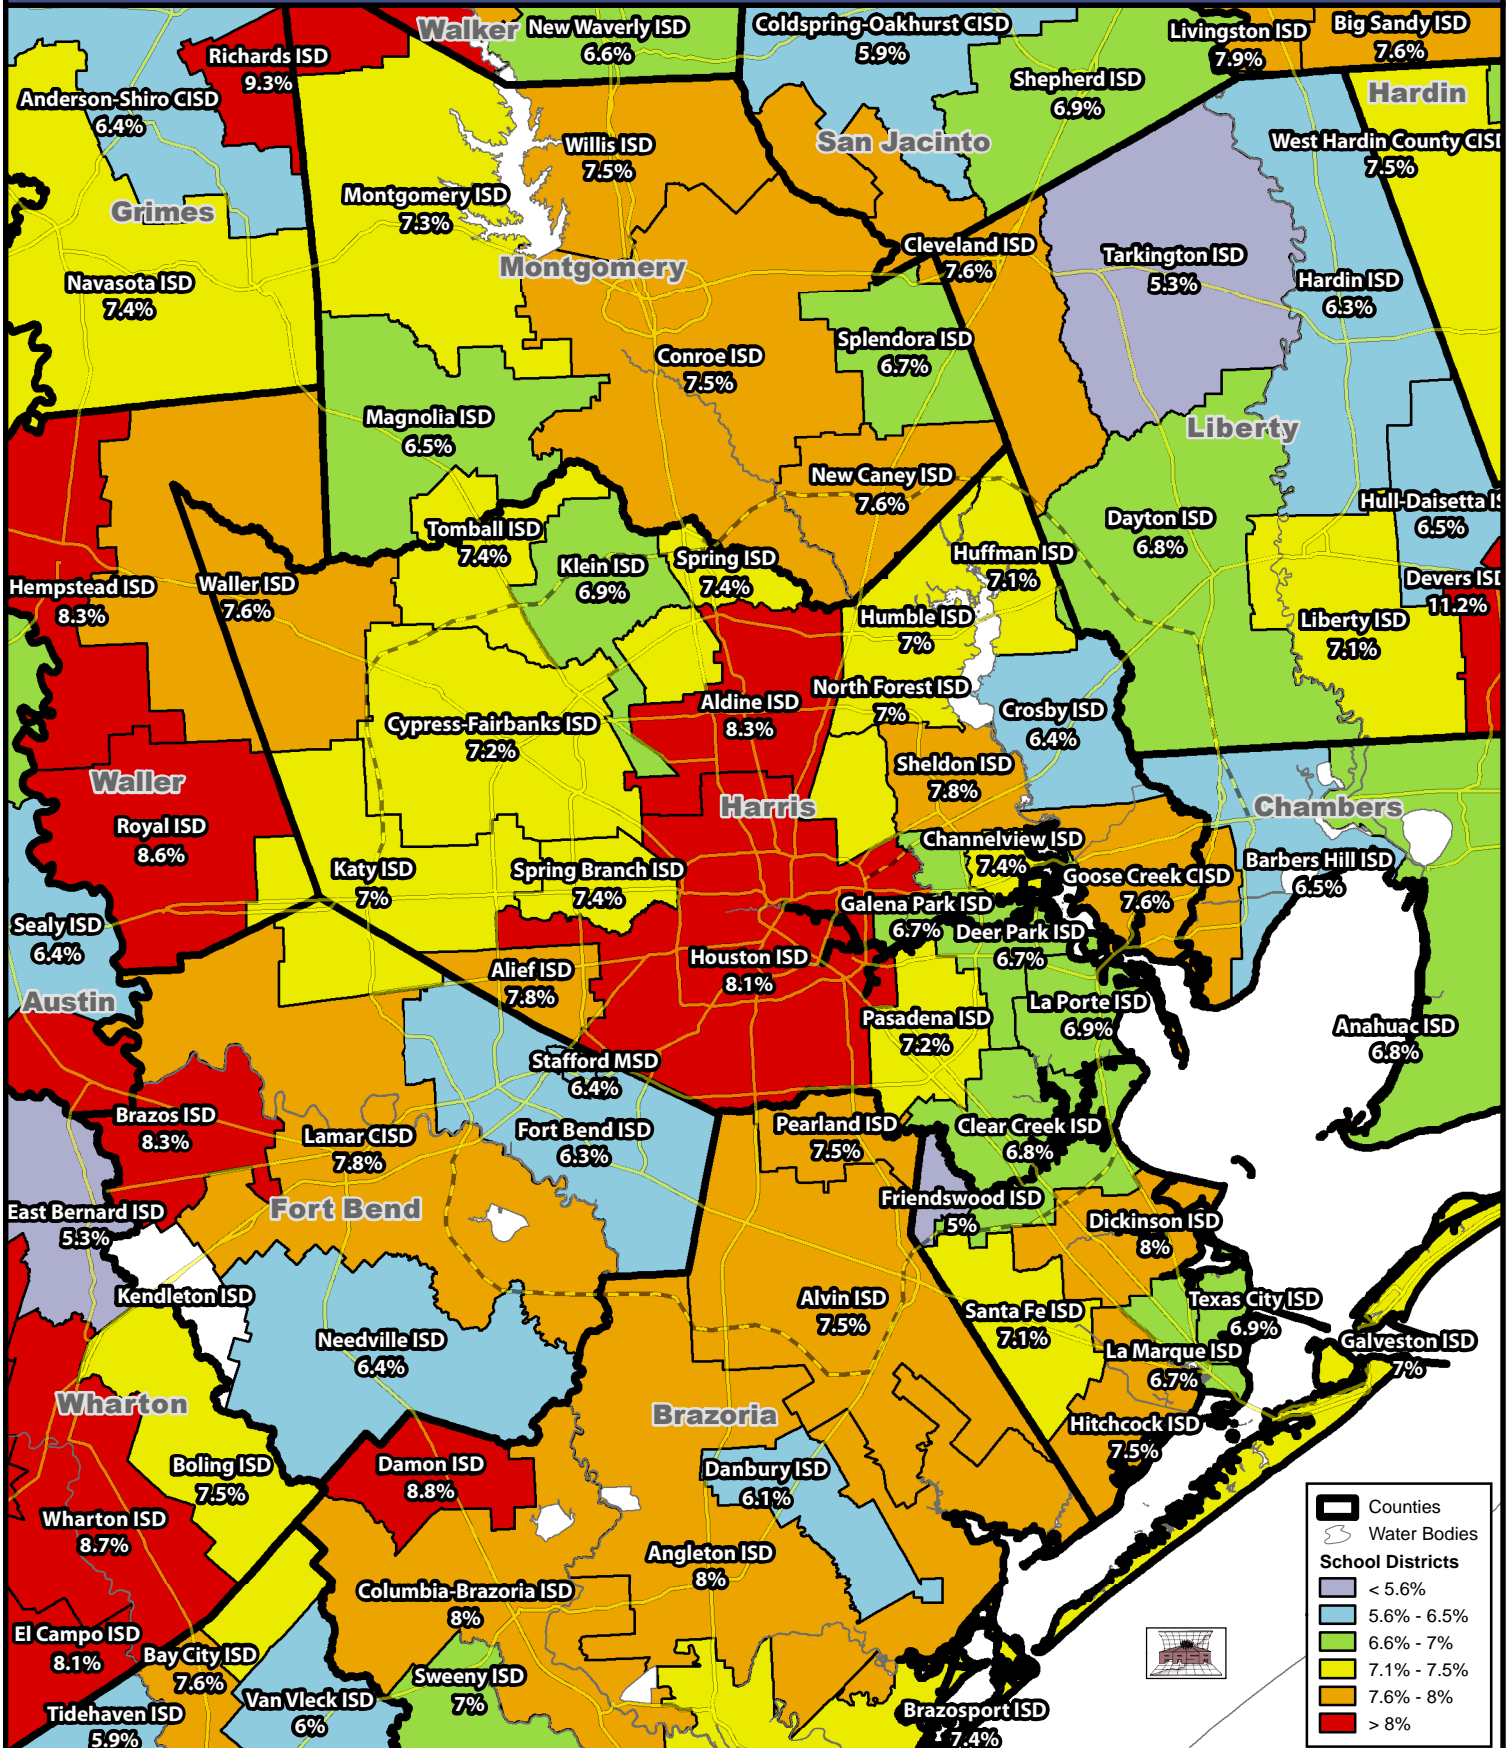 Walker
New Waverly ISD
6.6%
Coldspring-Oakhurst CISD
5.9%
Livingston ISD
7.9%
Big Sandy ISD
7.6%
Richards ISD
9.3%
Shepherd ISD
6.9%
Hardin
Anderson-Shiro CISD
6.4%
Willis ISD
7.5%
San Jacinto
West Hardin County CISD
7.5%
Grimes
Montgomery ISD
7.3%
Montgomery
Cleveland ISD
7.6%
Tarkington ISD
5.3%
Hardin ISD
6.3%
Navasota ISD
7.4%
Conroe ISD
7.5%
Splendora ISD
6.7%
Magnolia ISD
6.5%
Liberty
New Caney ISD
7.6%
Hull-Daisetta IS
6.5%
Tomball ISD
7.4%
Klein ISD
6.9%
Spring ISD
7.4%
Huffman ISD
7.1%
Dayton ISD
6.8%
Hempstead ISD
8.3%
Waller ISD
7.6%
Devers ISD
11.2%
Humble ISD
7%
Liberty ISD
7.1%
North Forest ISD
7%
Aldine ISD
8.3%
Crosby ISD
6.4%
Cypress-Fairbanks ISD
7.2%
Sheldon ISD
7.8%
Waller
Harris
Chambers
Royal ISD
8.6%
Channelview ISD
7.4%
Barbers Hill ISD
6.5%
Katy ISD
7%
Spring Branch ISD
7.4%
Goose Creek CISD
7.6%
Galena Park ISD
6.7%
Sealy ISD
6.4%
Deer Park ISD
6.7%
Alief ISD
7.8%
Houston ISD
8.1%
Austin
La Porte ISD
6.9%
Pasadena ISD
7.2%
Anahuac ISD
6.8%
Stafford MSD
6.4%
Brazos ISD
8.3%
Lamar CISD
7.8%
Fort Bend ISD
6.3%
Pearland ISD
7.5%
Clear Creek ISD
6.8%
East Bernard ISD
5.3%
Fort Bend
Friendswood ISD
5%
Dickinson ISD
8%
Kendleton ISD
Alvin ISD
7.5%
Santa Fe ISD
7.1%
Texas City ISD
6.9%
Needville ISD
6.4%
La Marque ISD
6.7%
Galveston ISD
7%
Wharton
Brazoria
Hitchcock ISD
7.5%
Boling ISD
7.5%
Damon ISD
8.8%
Danbury ISD
6.1%
Wharton ISD
8.7%
Angleton ISD
8%
Columbia-Brazoria ISD
8%
El Campo ISD
8.1%
Bay City ISD
7.6%
Sweeny ISD
7%
Van Vleck ISD
6%
Tidehaven ISD
5.9%
Brazosport ISD
7.4%
PASA
Counties
Water Bodies
School Districts
< 5.6%
5.6% - 6.5%
6.6% - 7%
7.1% - 7.5%
7.6% - 8%
> 8%